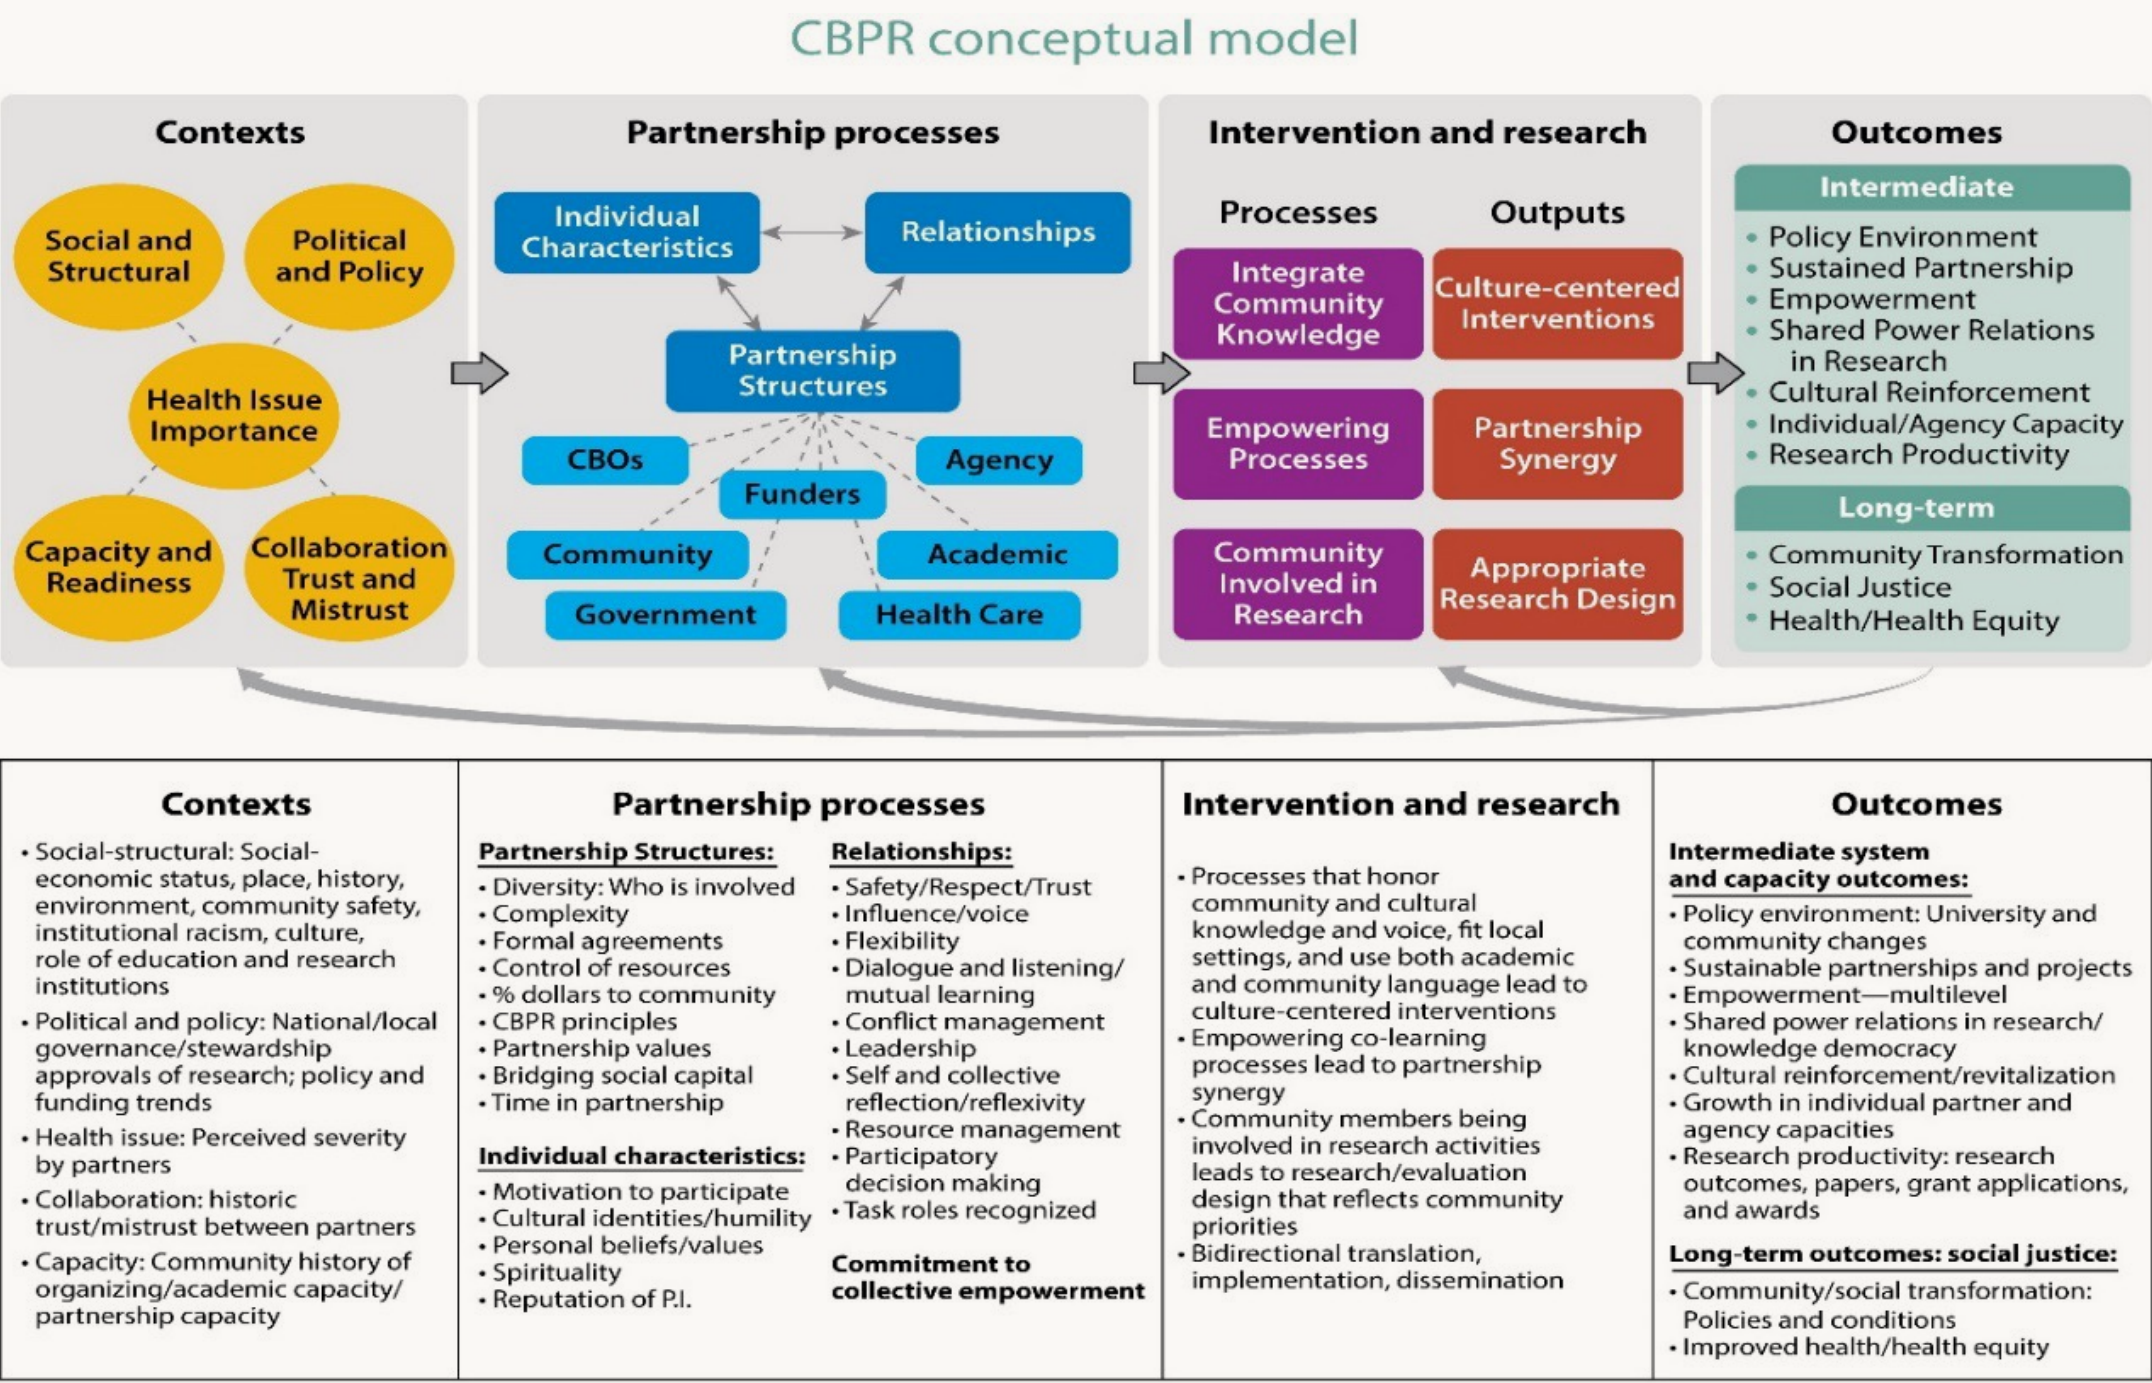 CBPR conceptual model
Contexts
Social and
Structural
Political
and Policy
Health Issue
Importance
Capacity and
Readiness
Collaboration
Trust and
Mistrust
Partnership processes
Individual
Characteristics
Relationships
Partnership
Structures
CBOs
Agency
Funders
Community
Academic
Government
Health Care
Intervention and research
Processes
Outputs
Integrate
Community
Knowledge
Culture-centered
Interventions
Empowering
Processes
Partnership
Synergy
Community
Involved in
Research
Appropriate
Research Design
Outcomes
Intermediate
• Policy Environment
• Sustained Partnership
• Empowerment
• Shared Power Relations
in Research
• Cultural Reinforcement
• Individual/Agency Capacity
• Research Productivity
Long-term
• Community Transformation
• Social Justice
• Health/Health Equity
Contexts
• Social-structural: Social-
economic status, place, history,
environment, community safety,
institutional racism, culture,
role of education and research
institutions
• Political and policy: National/local
governance/stewardship
approvals of research; policy and
funding trends
• Health issue: Perceived severity
by partners
• Collaboration: historic
trust/mistrust between partners
• Capacity: Community history of
organizing/academic capacity/
partnership capacity
Partnership processes
Partnership Structures:
• Diversity: Who is involved
• Complexity
• Formal agreements
• Control of resources
• % dollars to community
• CBPR principles
• Partnership values
• Bridging social capital
• Time in partnership
Individual characteristics:
• Motivation to participate
• Cultural identities/humility
• Personal beliefs/values
• Spirituality
• Reputation of P.I.
Relationships:
• Safety/Respect/Trust
• Influence/voice
• Flexibility
• Dialogue and listening/
mutual learning
• Conflict management
• Leadership
• Self and collective
reflection/reflexivity
• Resource management
• Participatory
decision making
• Task roles recognized
Commitment to
collective empowerment
Intervention and research
• Processes that honor
community and cultural
knowledge and voice, fit local
settings, and use both academic
and community language lead to
culture-centered interventions
• Empowering co-learning
processes lead to partnership
synergy
• Community members being
involved in research activities
leads to research/evaluation
design that reflects community
priorities
• Bidirectional translation,
implementation, dissemination
Outcomes
Intermediate system
and capacity outcomes:
• Policy environment: University and
community changes
• Sustainable partnerships and projects
• Empowerment—multilevel
• Shared power relations in research/
knowledge democracy
• Cultural reinforcement/revitalization
• Growth in individual partner and
agency capacities
• Research productivity: research
outcomes, papers, grant applications,
and awards
Long-term outcomes: social justice:
• Community/social transformation:
Policies and conditions
• Improved health/health equity